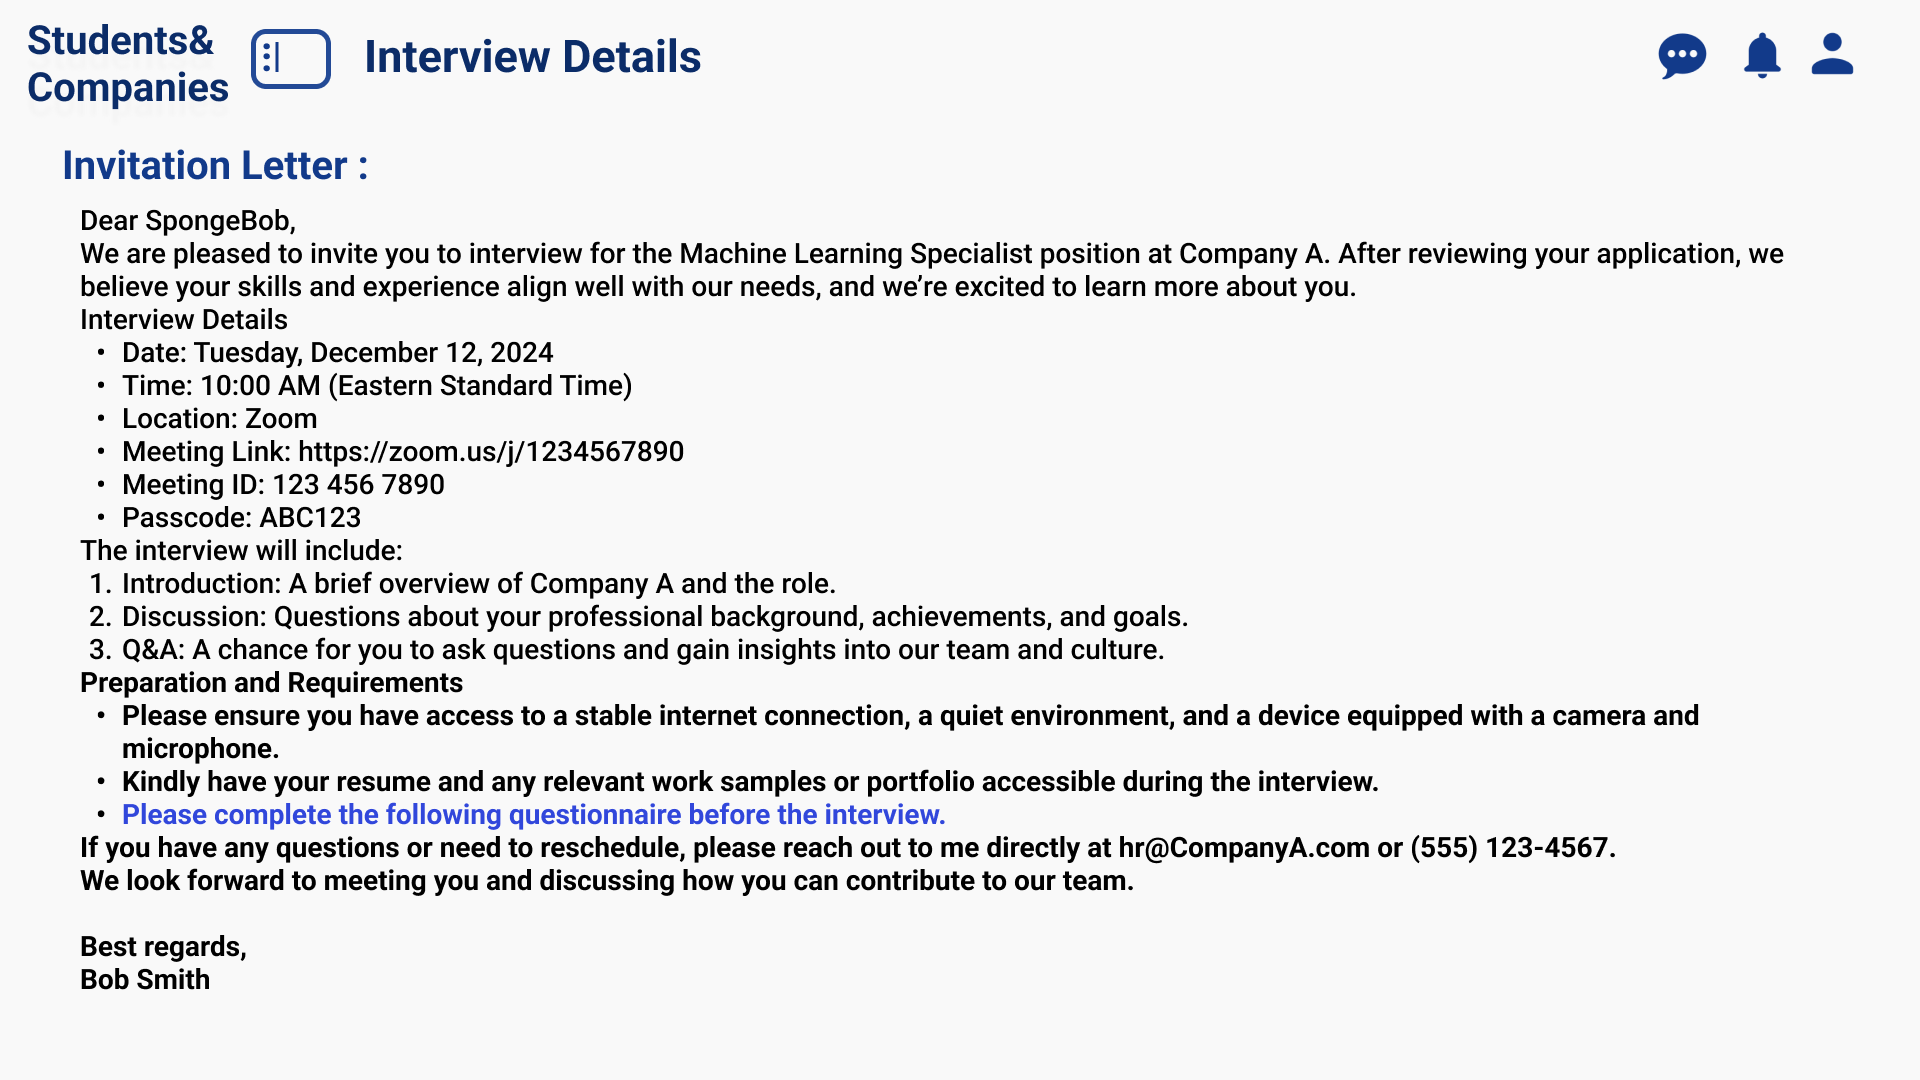 Students&
Companies
Interview Details
Invitation Letter :
Dear SpongeBob,
We are pleased to invite you to interview for the Machine Learning Specialist position at Company A. After reviewing your application, we
believe your skills and experience align well with our needs, and we’re excited to learn more about you.
Interview Details
• Date: Tuesday, December 12, 2024
• Time: 10:00 AM (Eastern Standard Time)
• Location: Zoom
• Meeting Link: https://zoom.us/j/1234567890
• Meeting ID: 123 456 7890
• Passcode: ABC123
The interview will include:
1. Introduction: A brief overview of Company A and the role.
2. Discussion: Questions about your professional background, achievements, and goals.
3. Q&A: A chance for you to ask questions and gain insights into our team and culture.
Preparation and Requirements
• Please ensure you have access to a stable internet connection, a quiet environment, and a device equipped with a camera and
microphone.
• Kindly have your resume and any relevant work samples or portfolio accessible during the interview.
• Please complete the following questionnaire before the interview.
If you have any questions or need to reschedule, please reach out to me directly at hr@CompanyA.com or (555) 123-4567.
We look forward to meeting you and discussing how you can contribute to our team.
Best regards,
Bob Smith